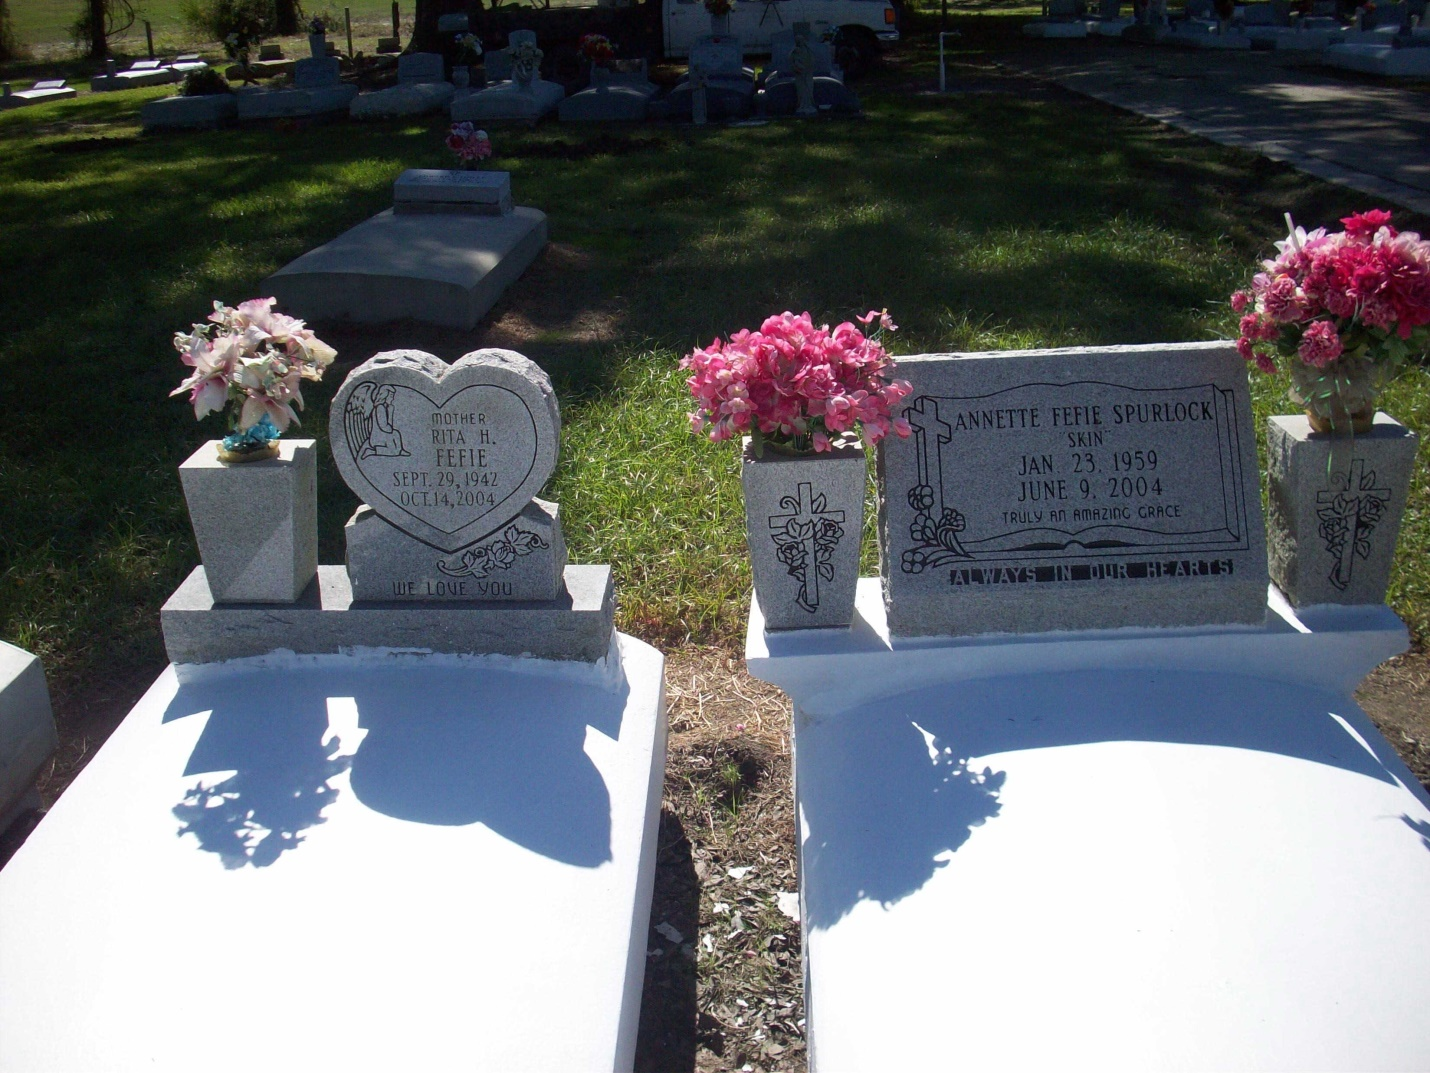 MOTHER
RITA H.
FEFIE
SEPT. 29, 1942
OCT. 14, 2004
WE LOVE YOU
ANNETTE FEFIE SPURLOCK
"SKIN"
JAN. 23, 1959
JUNE 9, 2004
TRULY AN AMAZING GRACE
ALWAYS IN OUR HEARTS